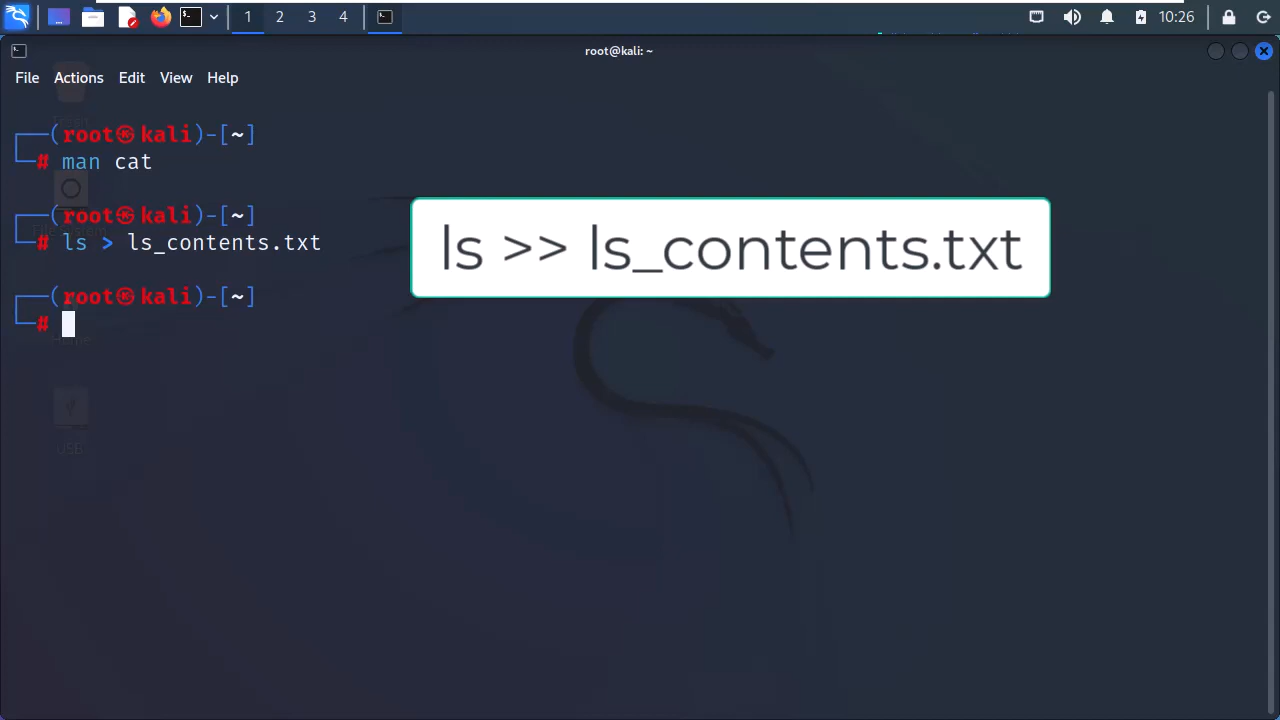 1 2 3 4 10:26
root@kali: ~
File Actions Edit View Help
(root㉿kali)-[~]
# man cat
(root㉿kali)-[~]
# ls > ls_contents.txt
(root㉿kali)-[~]
#
ls >> ls_contents.txt